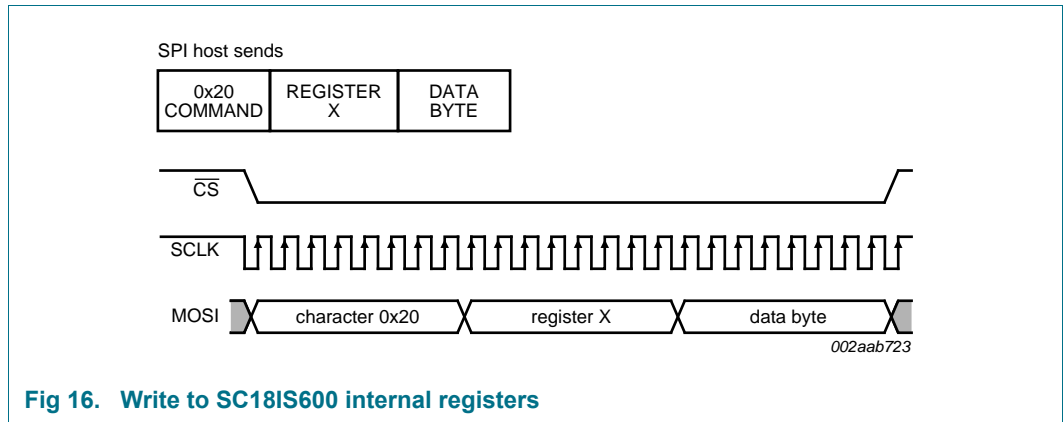 SPI host sends
0x20 COMMAND
REGISTER X
DATA BYTE
CS
SCLK
MOSI
character 0x20
register X
data byte
002aab723
Fig 16. Write to SC18IS600 internal registers